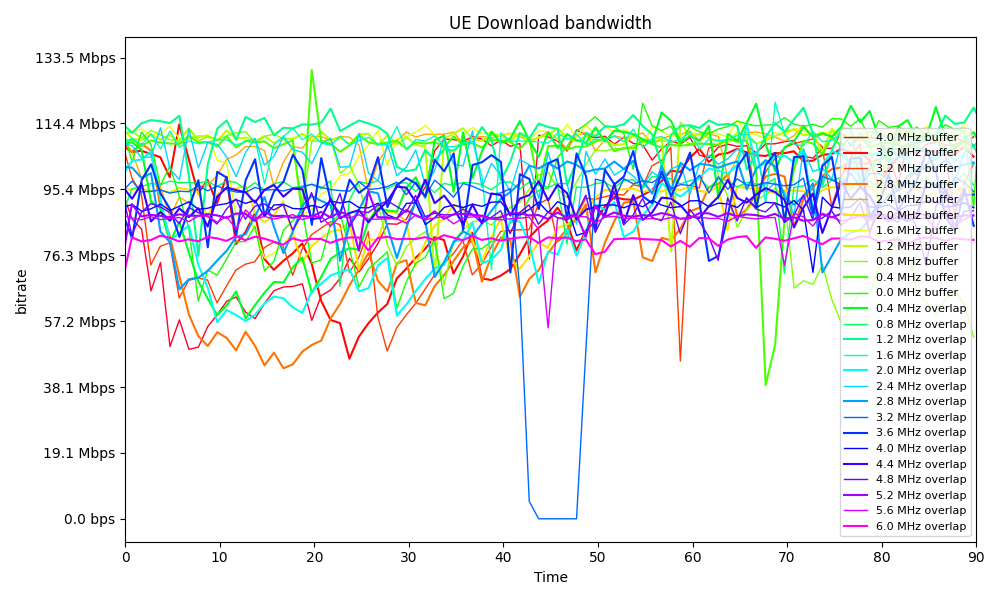 UE Download bandwidth
133.5 Mbps
114.4 Mbps
95.4 Mbps
76.3 Mbps
57.2 Mbps
38.1 Mbps
19.1 Mbps
0.0 bps
bitrate
4.0 MHz buffer
3.6 MHz buffer
3.2 MHz buffer
2.8 MHz buffer
2.4 MHz buffer
2.0 MHz buffer
1.6 MHz buffer
1.2 MHz buffer
0.8 MHz buffer
0.4 MHz buffer
0.0 MHz buffer
0.4 MHz overlap
0.8 MHz overlap
1.2 MHz overlap
1.6 MHz overlap
2.0 MHz overlap
2.4 MHz overlap
2.8 MHz overlap
3.2 MHz overlap
3.6 MHz overlap
4.0 MHz overlap
4.4 MHz overlap
4.8 MHz overlap
5.2 MHz overlap
5.6 MHz overlap
6.0 MHz overlap
0 10 20 30 40 50 60 70 80 90
Time